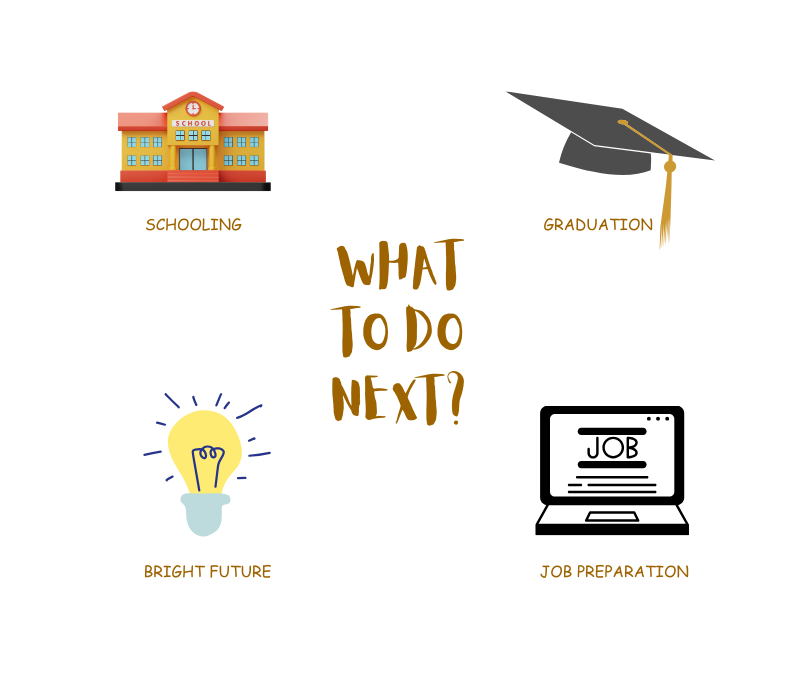 SCHOOL
SCHOOLING
GRADUATION
WHAT
TO DO
NEXT?
JOB
BRIGHT FUTURE
JOB PREPARATION